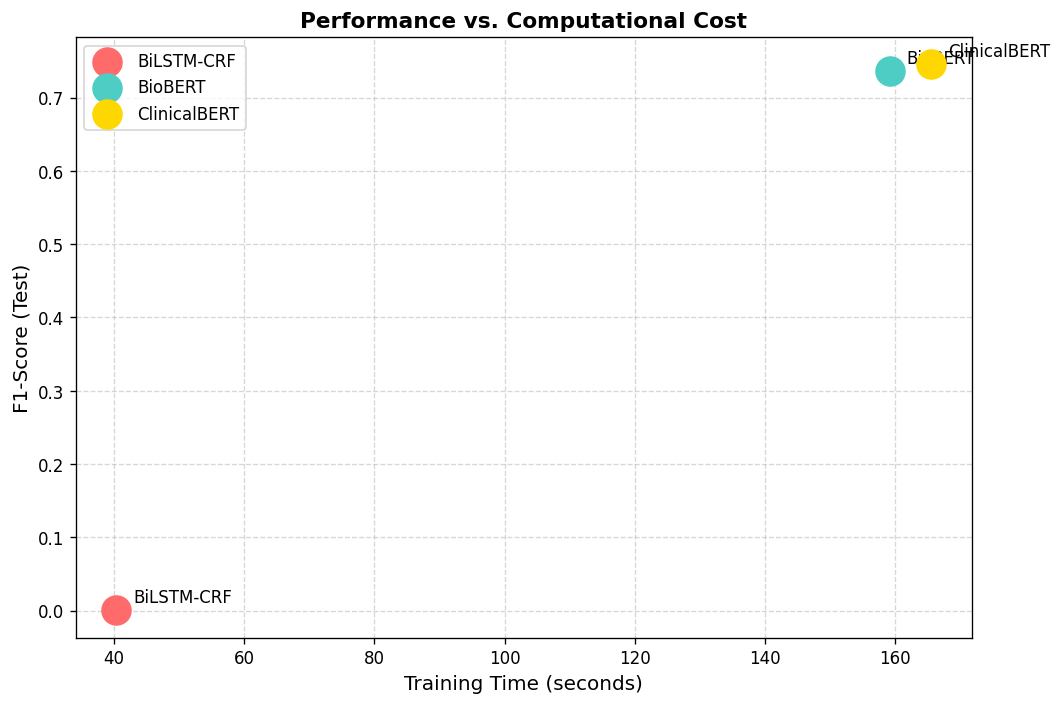 Performance vs. Computational Cost
BiLSTM-CRF
BioBERT
ClinicalBERT
BioBERT
ClinicalBERT
0.7
0.6
0.5
0.4
0.3
0.2
0.1
0.0
F1-Score (Test)
BiLSTM-CRF
40
60
80
100
120
140
160
Training Time (seconds)